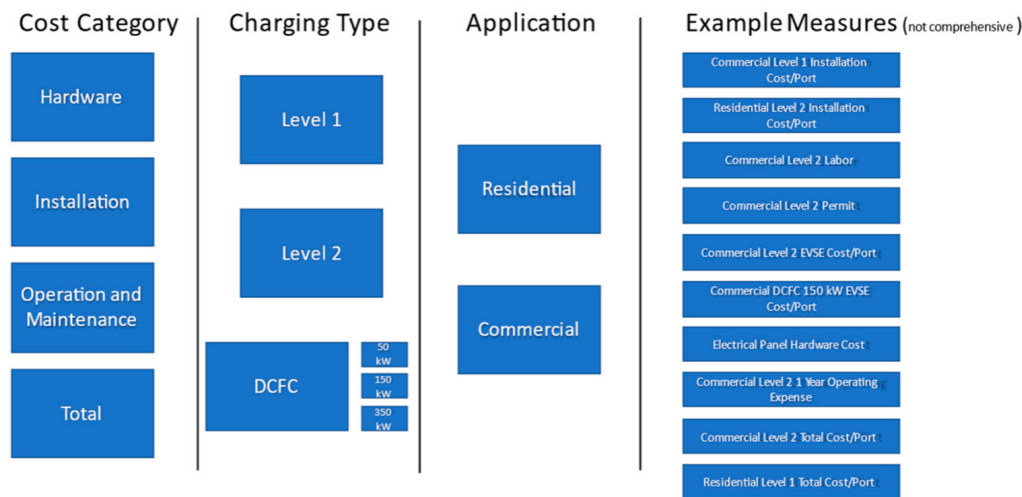 Cost Category
Hardware
Installation
Operation and
Maintenance
Total
Charging Type
Level 1
Level 2
DCFC
50
kW
150
kW
350
kW
Application
Residential
Commercial
Example Measures (not comprehensive )
Commercial Level 1 Installation
Cost/Port
Residential Level 2 Installation
Cost/Port
Commercial Level 2 Labor
Commercial Level 2 Permit
Commercial Level 2 EVSE Cost/Port
Commercial DCFC 150 kW EVSE
Cost/Port
Electrical Panel Hardware Cost
Commercial Level 2 1 Year Operating
Expense
Commercial Level 2 Total Cost/Port
Residential Level 1 Total Cost/Port